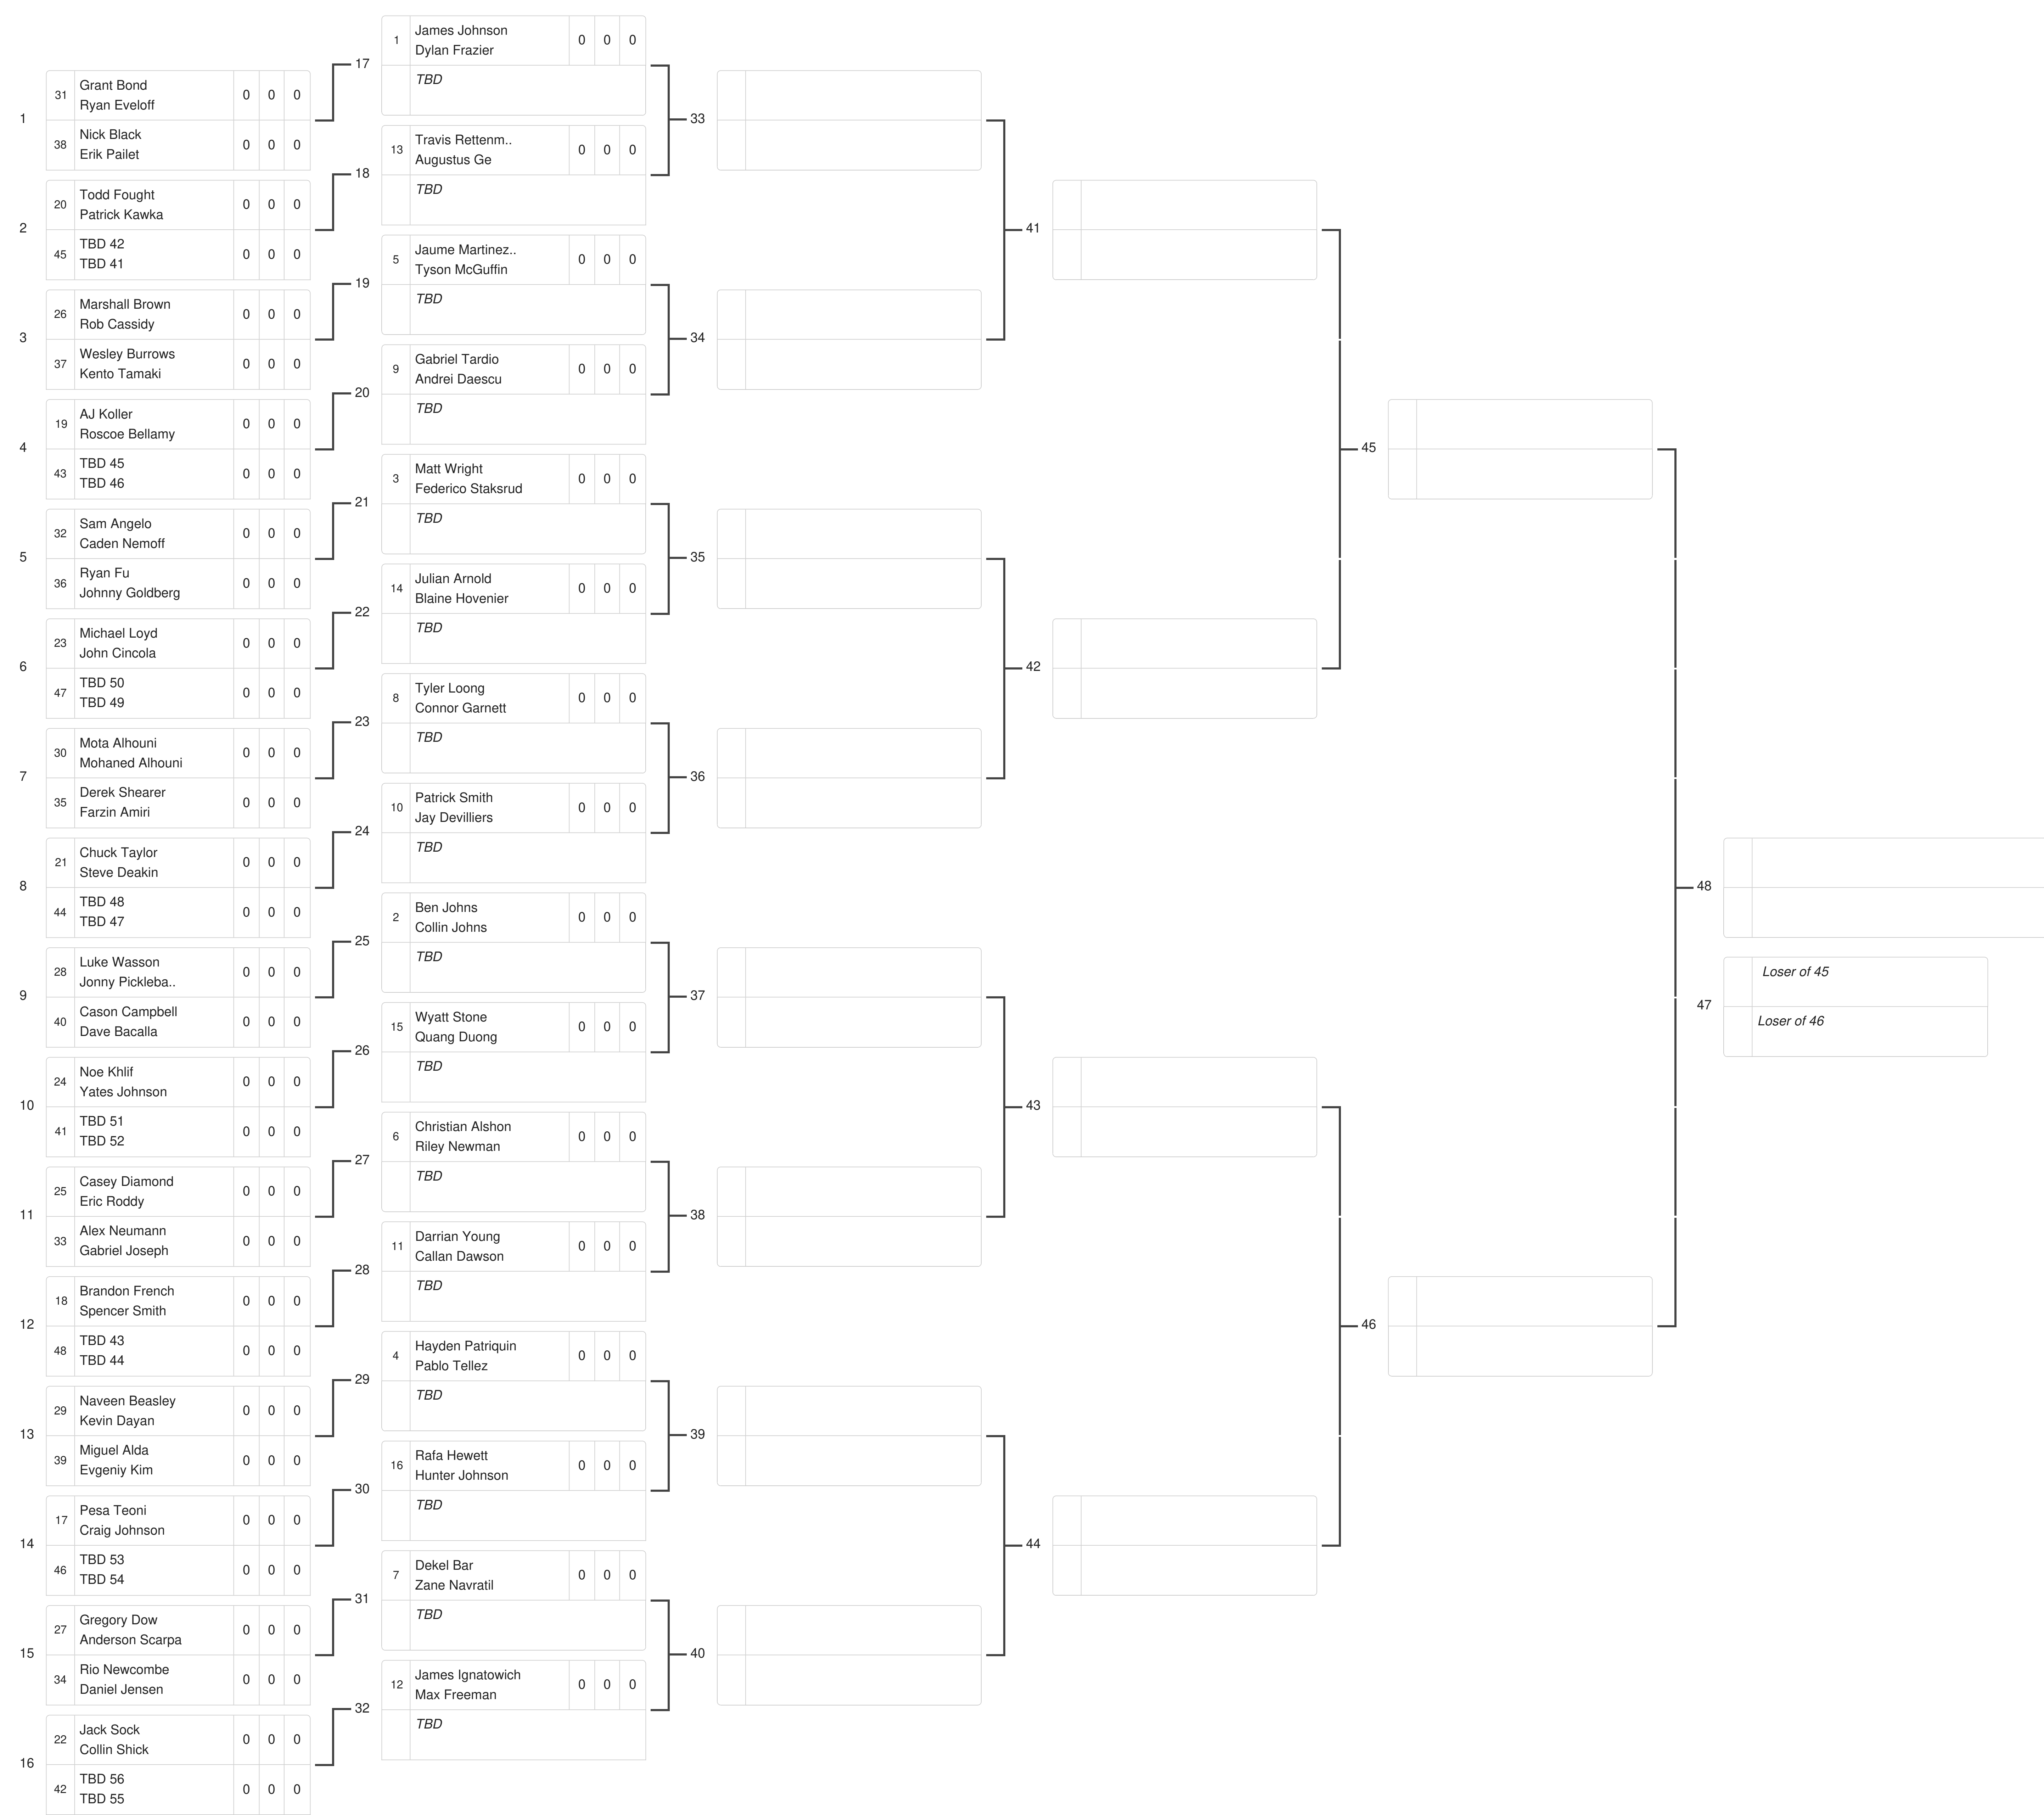 1
31
Grant Bond
Ryan Eveloff
0 0 0
38
Nick Black
Erik Pailet
0 0 0
2
20
Todd Fought
Patrick Kawka
0 0 0
45
TBD 42
TBD 41
0 0 0
3
26
Marshall Brown
Rob Cassidy
0 0 0
37
Wesley Burrows
Kento Tamaki
0 0 0
4
19
AJ Koller
Roscoe Bellamy
0 0 0
43
TBD 45
TBD 46
0 0 0
5
32
Sam Angelo
Caden Nemoff
0 0 0
36
Ryan Fu
Johnny Goldberg
0 0 0
6
23
Michael Loyd
John Cincola
0 0 0
47
TBD 50
TBD 49
0 0 0
7
30
Mota Alhouni
Mohaned Alhouni
0 0 0
35
Derek Shearer
Farzin Amiri
0 0 0
8
21
Chuck Taylor
Steve Deakin
0 0 0
44
TBD 48
TBD 47
0 0 0
9
28
Luke Wasson
Jonny Pickleba..
0 0 0
40
Cason Campbell
Dave Bacalla
0 0 0
10
24
Noe Khlif
Yates Johnson
0 0 0
41
TBD 51
TBD 52
0 0 0
11
25
Casey Diamond
Eric Roddy
0 0 0
33
Alex Neumann
Gabriel Joseph
0 0 0
12
18
Brandon French
Spencer Smith
0 0 0
48
TBD 43
TBD 44
0 0 0
13
29
Naveen Beasley
Kevin Dayan
0 0 0
39
Miguel Alda
Evgeniy Kim
0 0 0
14
17
Pesa Teoni
Craig Johnson
0 0 0
46
TBD 53
TBD 54
0 0 0
15
27
Gregory Dow
Anderson Scarpa
0 0 0
34
Rio Newcombe
Daniel Jensen
0 0 0
16
22
Jack Sock
Collin Shick
0 0 0
42
TBD 56
TBD 55
0 0 0
17
1
James Johnson
Dylan Frazier
0 0 0
TBD
18
13
Travis Rettenm..
Augustus Ge
0 0 0
TBD
19
5
Jaume Martinez..
Tyson McGuffin
0 0 0
TBD
20
9
Gabriel Tardio
Andrei Daescu
0 0 0
TBD
21
3
Matt Wright
Federico Staksrud
0 0 0
TBD
22
14
Julian Arnold
Blaine Hovenier
0 0 0
TBD
23
8
Tyler Loong
Connor Garnett
0 0 0
TBD
24
10
Patrick Smith
Jay Devilliers
0 0 0
TBD
25
2
Ben Johns
Collin Johns
0 0 0
TBD
26
15
Wyatt Stone
Quang Duong
0 0 0
TBD
27
6
Christian Alshon
Riley Newman
0 0 0
TBD
28
11
Darrian Young
Callan Dawson
0 0 0
TBD
29
4
Hayden Patriquin
Pablo Tellez
0 0 0
TBD
30
16
Rafa Hewett
Hunter Johnson
0 0 0
TBD
31
7
Dekel Bar
Zane Navratil
0 0 0
TBD
32
12
James Ignatowich
Max Freeman
0 0 0
TBD
33
34
35
36
37
38
39
40
41
42
43
44
45
46
48
47
Loser of 45
Loser of 46